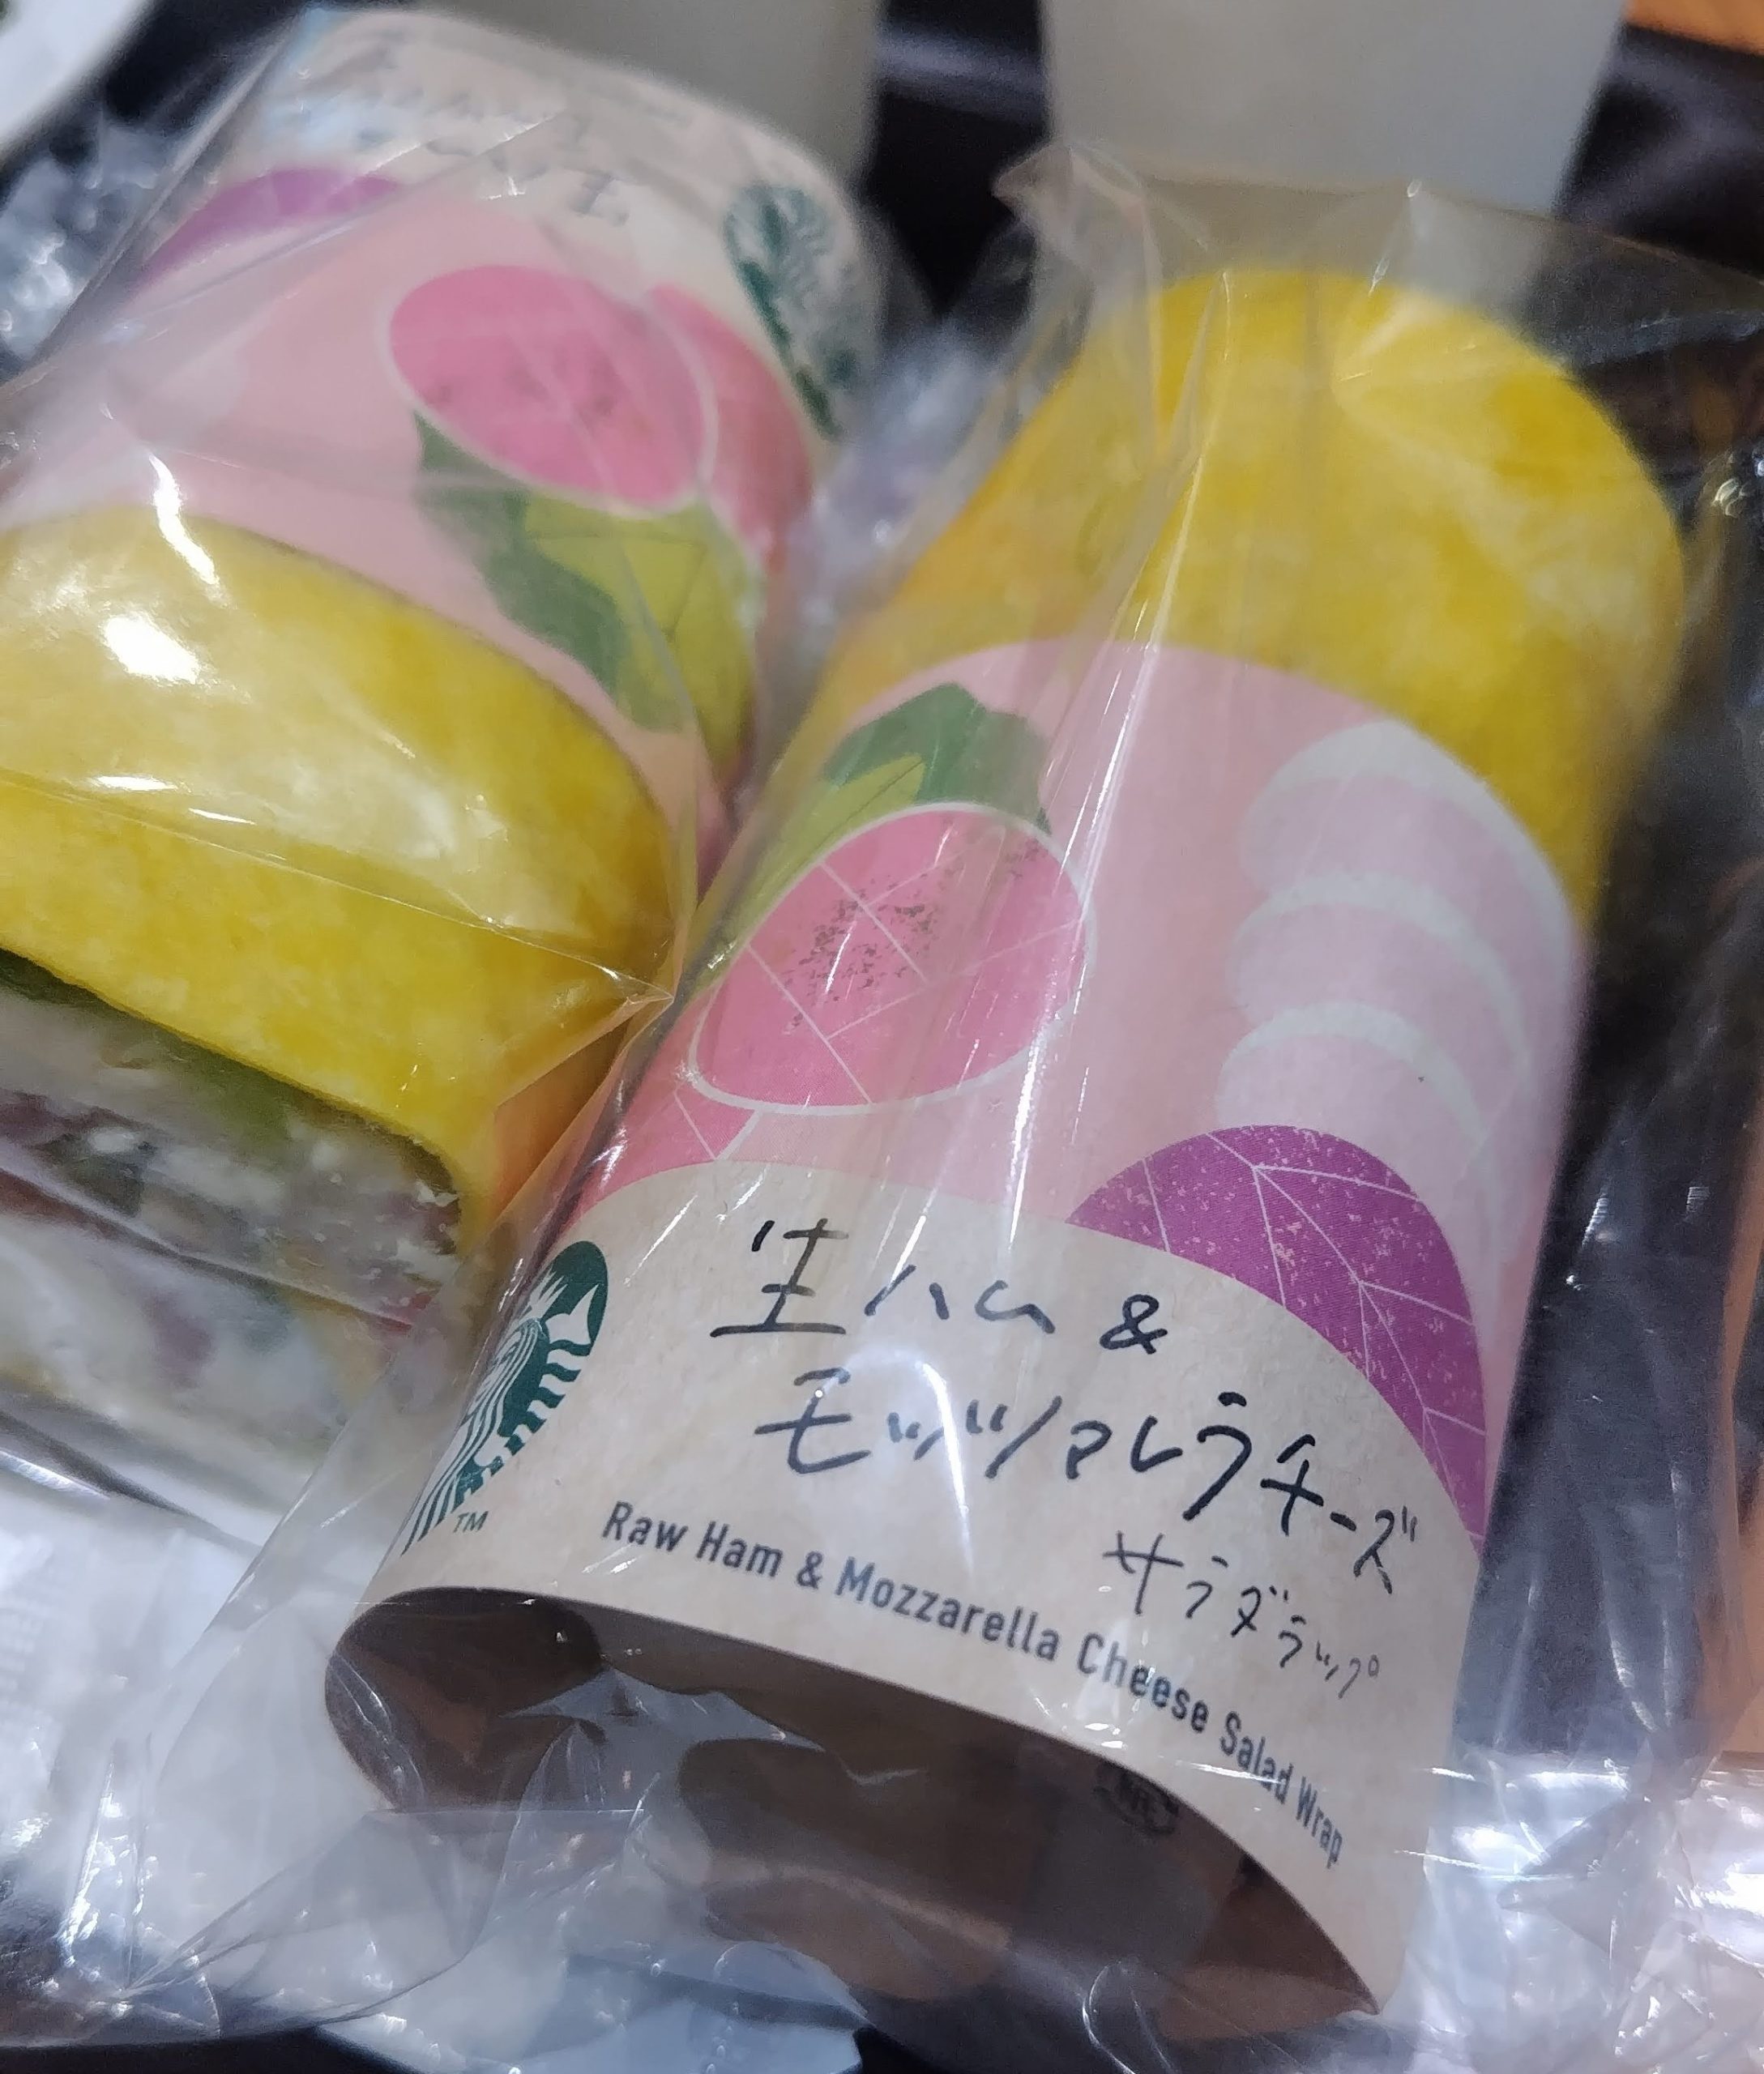 生ハム &
モッツァレラチーズ
サラダラップ
Raw Ham & Mozzarella Cheese Salad Wrap
TM